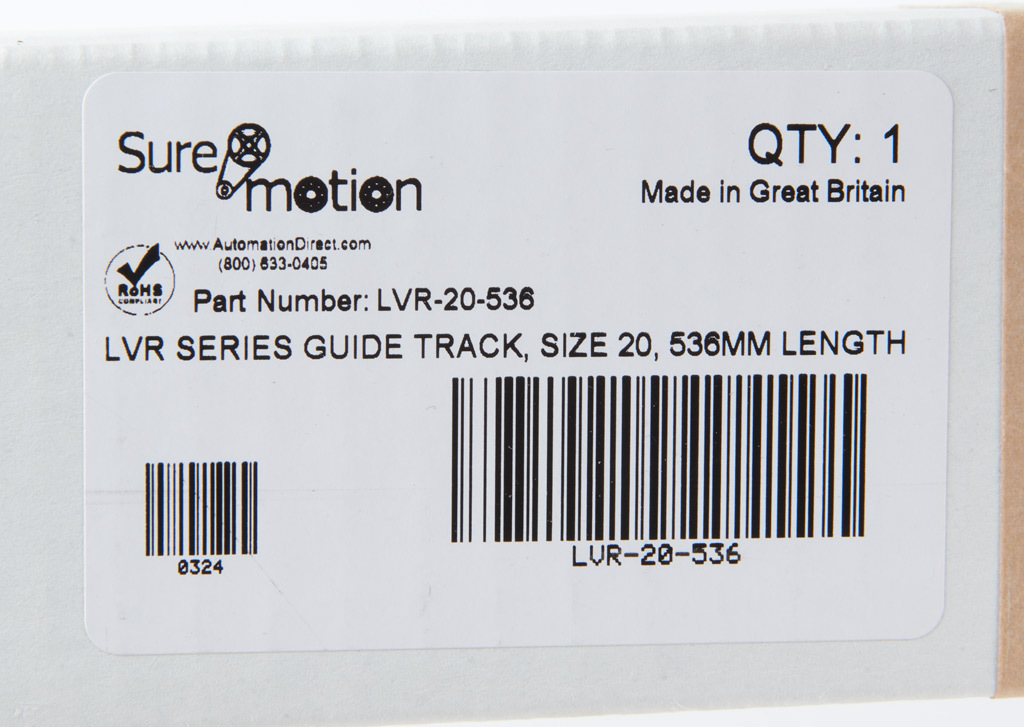 Sure motion
QTY: 1
Made in Great Britain
www.AutomationDirect.com
(800) 633-0405
RoHS
COMPLIANT
Part Number: LVR-20-536
LVR SERIES GUIDE TRACK, SIZE 20, 536MM LENGTH
LVR-20-536
0324